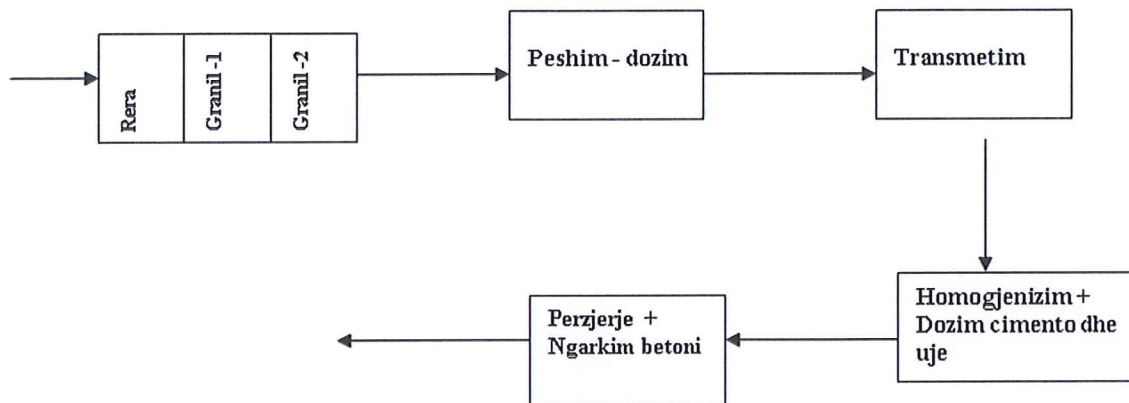 Rera
Granil-1
Granil-2
Peshim - dozim
Transmetim
Homogjenizim +
Dozim cimento dhe
uje
Perzjerje +
Ngarkim betoni